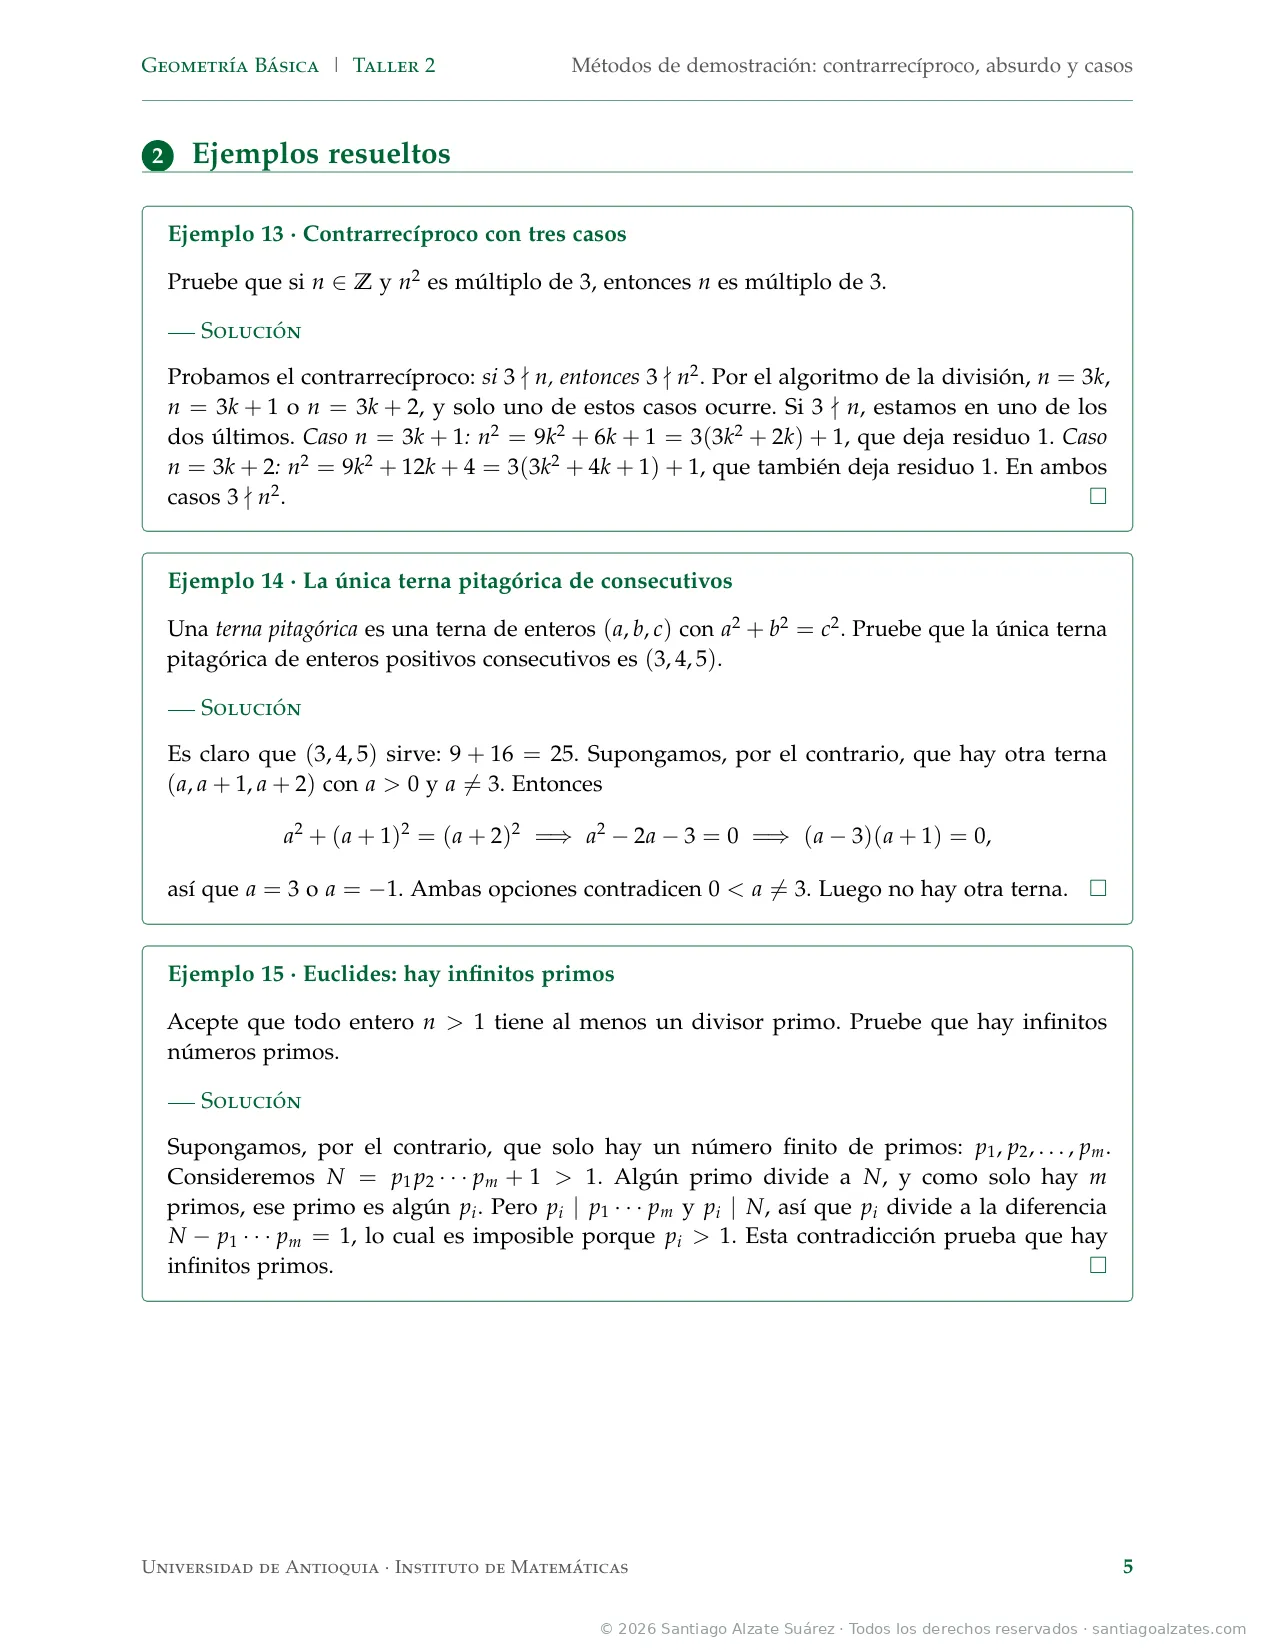 Geometría Básica | Taller 2 Métodos de demostración: contrarrecíproco, absurdo y casos
2 Ejemplos resueltos
Ejemplo 13 · Contrarrecíproco con tres casos
Pruebe que si n ∈ ℤ y n² es múltiplo de 3, entonces n es múltiplo de 3.
— Solución
Probamos el contrarrecíproco: si 3 ∤ n, entonces 3 ∤ n². Por el algoritmo de la división, n = 3k,
n = 3k + 1 o n = 3k + 2, y solo uno de estos casos ocurre. Si 3 ∤ n, estamos en uno de los
dos últimos. Caso n = 3k + 1: n² = 9k² + 6k + 1 = 3(3k² + 2k) + 1, que deja residuo 1. Caso
n = 3k + 2: n² = 9k² + 12k + 4 = 3(3k² + 4k + 1) + 1, que también deja residuo 1. En ambos
casos 3 ∤ n². □
Ejemplo 14 · La única terna pitagórica de consecutivos
Una terna pitagórica es una terna de enteros (a, b, c) con a² + b² = c². Pruebe que la única terna
pitagórica de enteros positivos consecutivos es (3, 4, 5).
— Solución
Es claro que (3, 4, 5) sirve: 9 + 16 = 25. Supongamos, por el contrario, que hay otra terna
(a, a + 1, a + 2) con a > 0 y a ≠ 3. Entonces
a² + (a + 1)² = (a + 2)² ⟹ a² − 2a − 3 = 0 ⟹ (a − 3)(a + 1) = 0,
así que a = 3 o a = −1. Ambas opciones contradicen 0 < a ≠ 3. Luego no hay otra terna. □
Ejemplo 15 · Euclides: hay infinitos primos
Acepte que todo entero n > 1 tiene al menos un divisor primo. Pruebe que hay infinitos
números primos.
— Solución
Supongamos, por el contrario, que solo hay un número finito de primos: p₁, p₂, . . . , pₘ.
Consideremos N = p₁p₂ · · · pₘ + 1 > 1. Algún primo divide a N, y como solo hay m
primos, ese primo es algún pᵢ. Pero pᵢ | p₁ · · · pₘ y pᵢ | N, así que pᵢ divide a la diferencia
N − p₁ · · · pₘ = 1, lo cual es imposible porque pᵢ > 1. Esta contradicción prueba que hay
infinitos primos. □
Universidad de Antioquia · Instituto de Matemáticas 5
© 2026 Santiago Alzate Suárez · Todos los derechos reservados · santiagoalzates.com